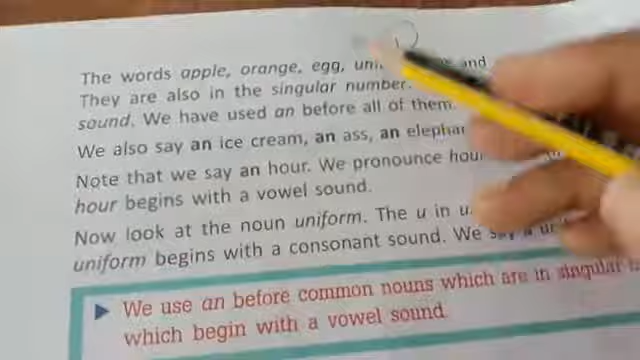 The words apple, orange, egg, and
They are also in the singular number.
sound. We have used an before all of them.
We also say an ice cream, an ass, an
Note that we say an hour. We pronounce
hour begins with a vowel sound.
Now look at the noun uniform. The u in
uniform begins with a consonant sound. We say a
▶ We use an before common nouns which are in singular
which begin with a vowel sound.